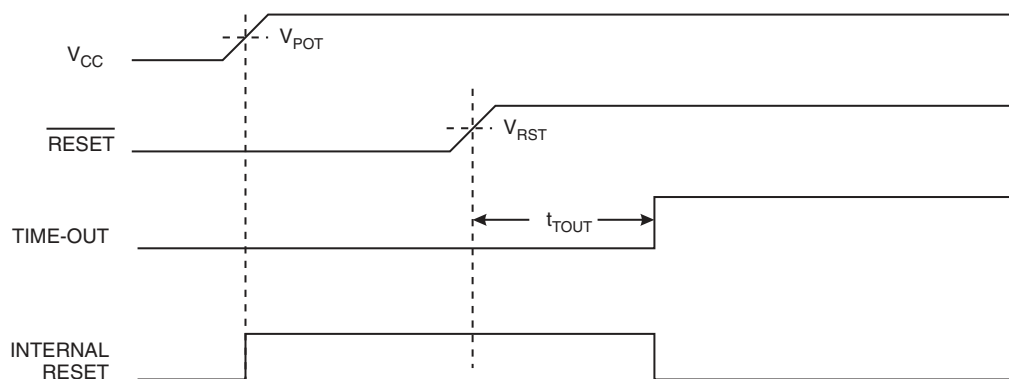 V_CC
V_POT
RESET
V_RST
TIME-OUT
t_TOUT
INTERNAL
RESET